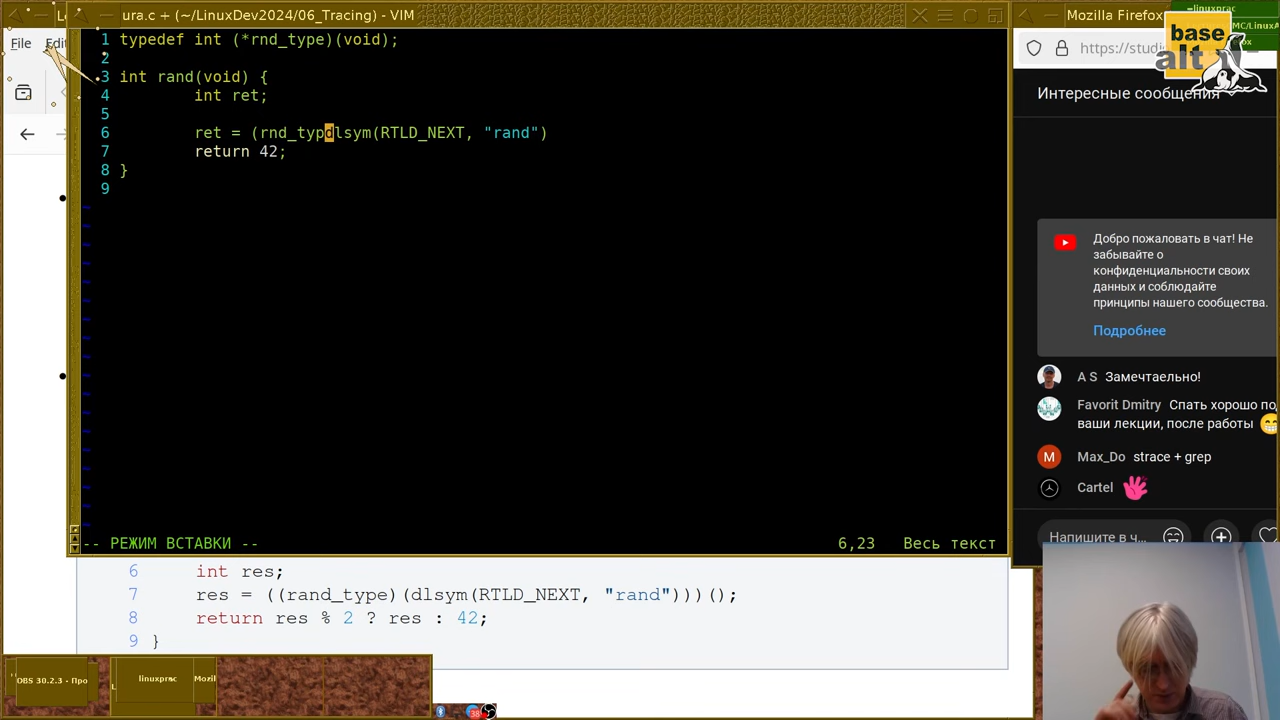 ura.c + (~/LinuxDev2024/06_Tracing) - VIM
Mozilla Firefox
linuxprac
File Edit
https://studi
base
alt
1 typedef int (*rnd_type)(void);
2
3 int rand(void) {
4 int ret;
5
6 ret = (rnd_typdlsym(RTLD_NEXT, "rand")
7 return 42;
8 }
9
-- РЕЖИМ ВСТАВКИ --
6,23 Весь текст
6 int res;
7 res = ((rand_type)(dlsym(RTLD_NEXT, "rand")))();
8 return res % 2 ? res : 42;
9 }
Интересные сообщения
Добро пожаловать в чат! Не
забывайте о
конфиденциальности своих
данных и соблюдайте
принципы нашего сообщества.
Подробнее
A S Замечтаельно!
Favorit Dmitry Спать хорошо по
ваши лекции, после работы
Max_Do strace + grep
Cartel
Напишите в ч...
OBS 30.2.3 - Про
linuxprac
Mozil
38